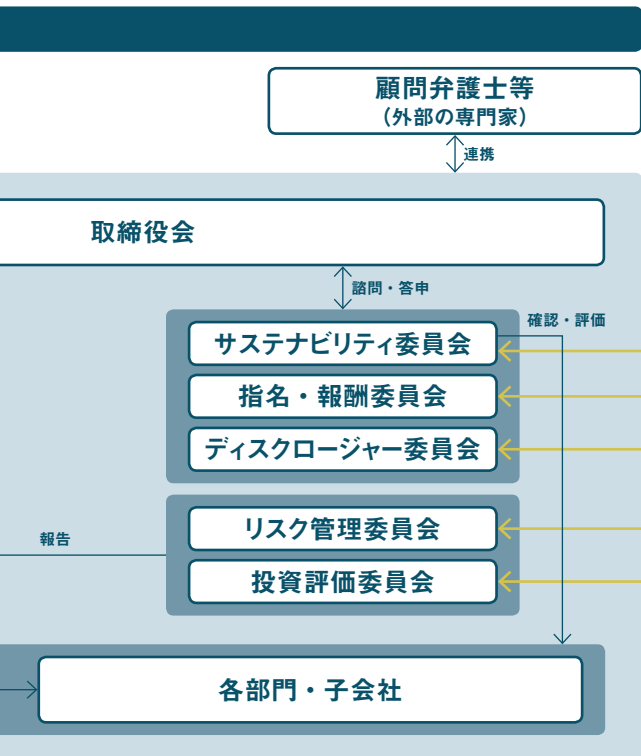 顧問弁護士等
（外部の専門家）
連携
取締役会
諮問・答申
確認・評価
サステナビリティ委員会
指名・報酬委員会
ディスクロージャー委員会
リスク管理委員会
報告
投資評価委員会
各部門・子会社